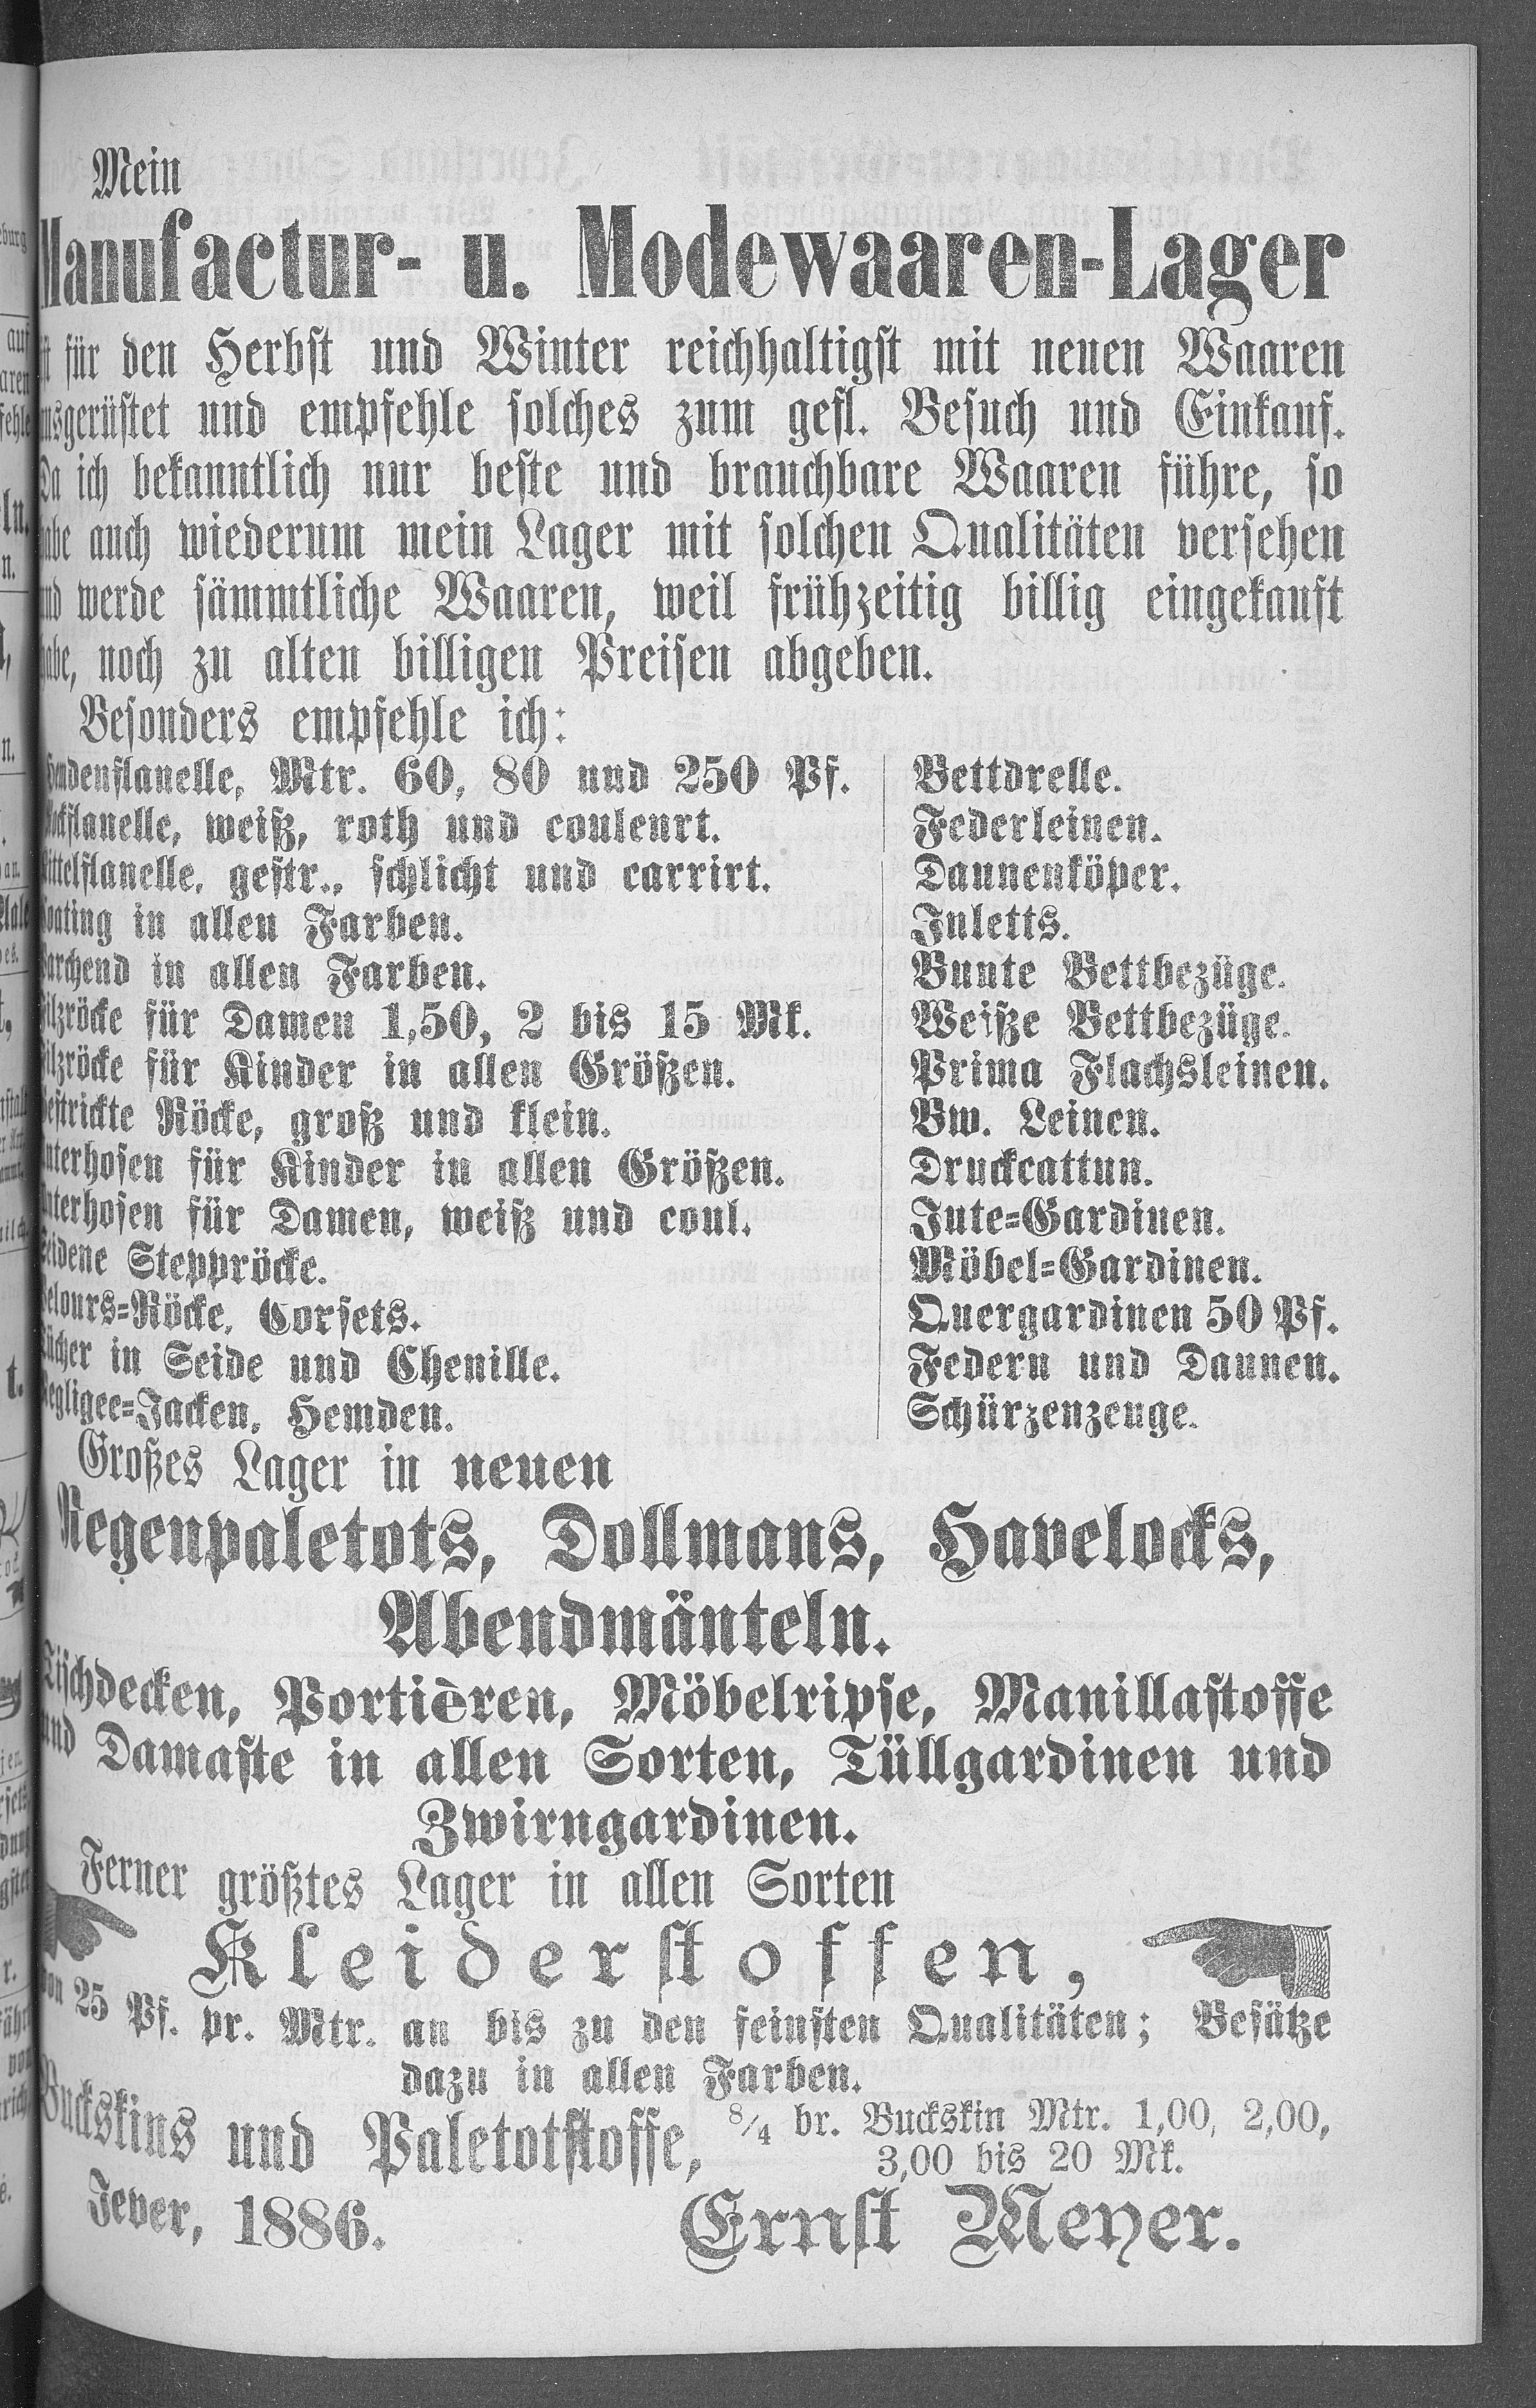 Mein
Manufactur- u. Modewaaren-Lager
ist für den Herbst und Winter reichhaltigst mit neuen Waaren
ausgerüstet und empfehle solches zum gefl. Besuch und Einkauf.
Da ich bekanntlich nur beste und brauchbare Waaren führe, so
habe auch wiederum mein Lager mit solchen Qualitäten versehen
und werde sämmtliche Waaren, weil frühzeitig billig eingekauft
habe, noch zu alten billigen Preisen abgeben.
Besonders empfehle ich:
Hemdenflanelle, Mtr. 60, 80 und 250 Pf.
Rockflanelle, weiß, roth und couleurt.
Kittelflanelle, gestr., schlicht und carrirt.
Coating in allen Farben.
Parchend in allen Farben.
Filzröcke für Damen 1,50, 2 bis 15 Mk.
Filzröcke für Kinder in allen Größen.
Gestrickte Röcke, groß und klein.
Unterhosen für Kinder in allen Größen.
Unterhosen für Damen, weiß und coul.
Seidene Steppröcke.
Velours=Röcke, Corsets.
Tücher in Seide und Chenille.
Negligee=Jacken, Hemden.
Bettdrelle.
Federleinen.
Daunenköper.
Inletts.
Bunte Bettbezüge.
Weiße Bettbezüge.
Prima Flachsleinen.
Bw. Leinen.
Druckcattun.
Jute=Gardinen.
Möbel=Gardinen.
Quergardinen 50 Pf.
Federn und Daunen.
Schürzenzeuge.
Großes Lager in neuen
Regenpaletots, Dollmans, Havelocks,
Abendmänteln.
Tischdecken, Portièren, Möbelripse, Manillastoffe
und Damaste in allen Sorten, Tüllgardinen und
Zwirngardinen.
Ferner größtes Lager in allen Sorten
Kleiderstoffen,
von 25 Pf. pr. Mtr. an bis zu den feinsten Qualitäten; Besätze
dazu in allen Farben.
Buckskins und Paletotstoffe, 8/4 br. Buckskin Mtr. 1,00, 2,00,
3,00 bis 20 Mk.
Jever, 1886. Ernst Meyer.